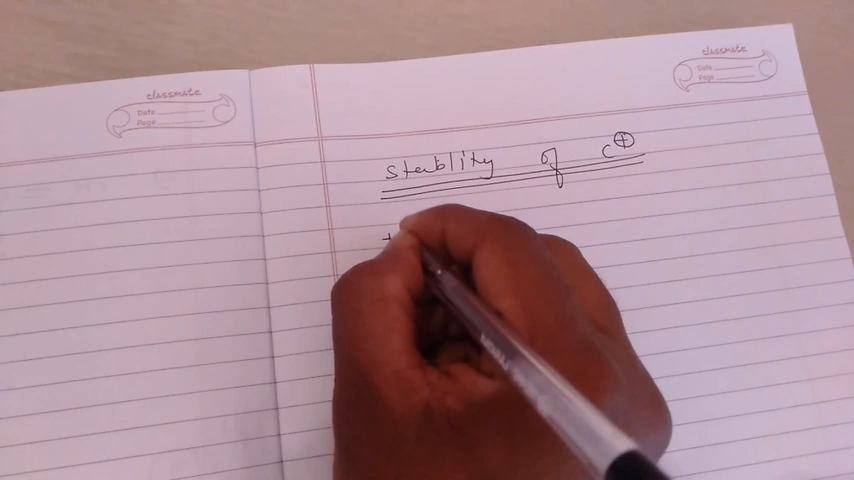 classmate
Date
Page
classmate
Date
Page
stablity of c⊕